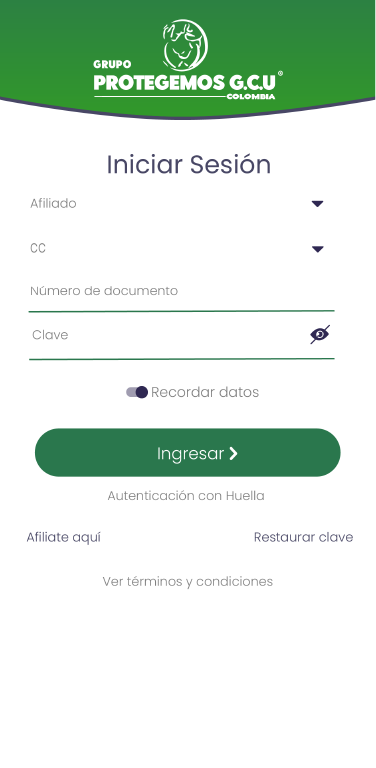 GRUPO
PROTEGEMOS G.C.U®
COLOMBIA
Iniciar Sesión
Afiliado
CC
Número de documento
Clave
Recordar datos
Ingresar
Autenticación con Huella
Afiliate aquí Restaurar clave
Ver términos y condiciones